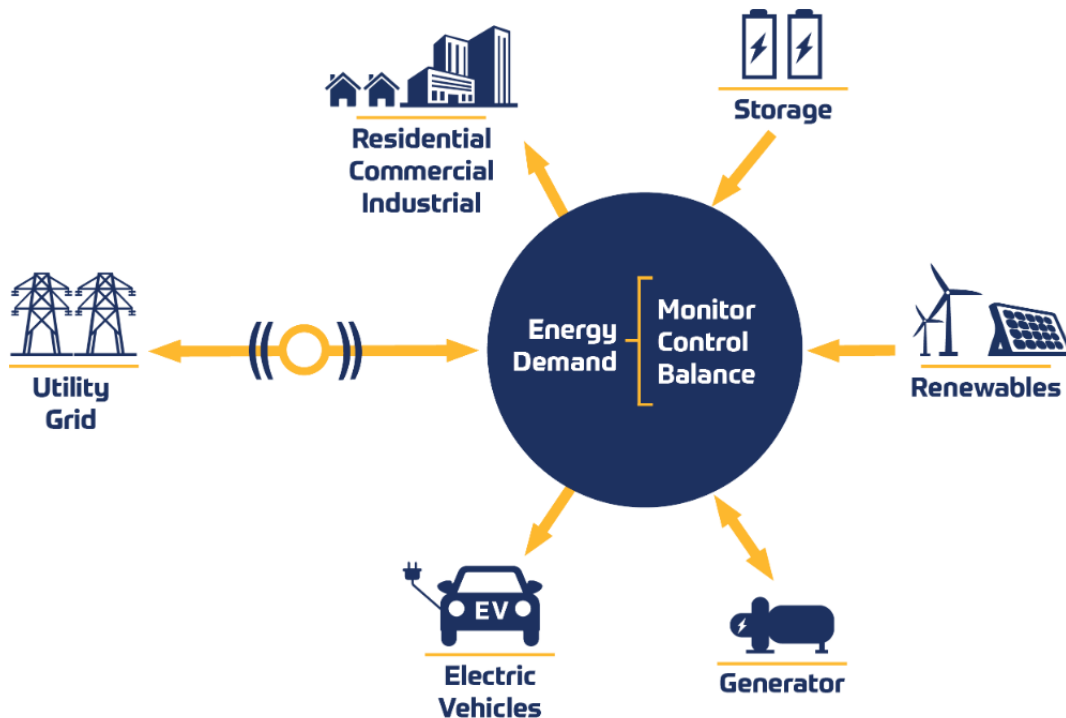 Residential
Commercial
Industrial
Storage
Utility
Grid
Energy
Demand
Monitor
Control
Balance
Renewables
EV
Electric
Vehicles
Generator